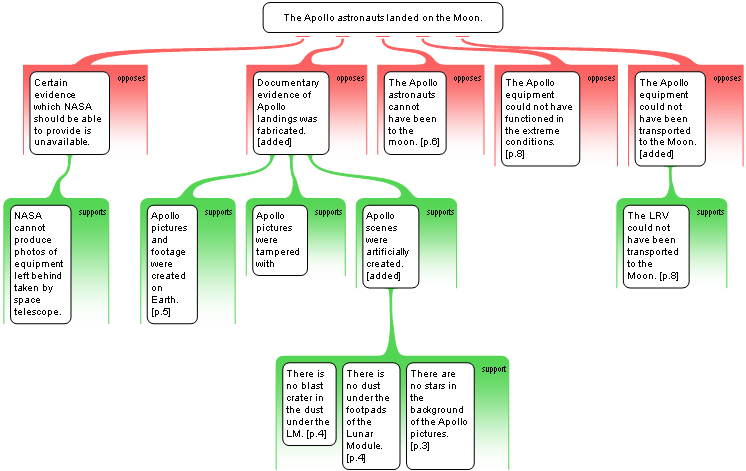 The Apollo astronauts landed on the Moon.
opposes
Certain
evidence
which NASA
should be able
to provide is
unavailable.
opposes
Documentary
evidence of
Apollo
landings was
fabricated.
[added]
opposes
The Apollo
astronauts
cannot
have been
to the
moon. [p.6]
opposes
The Apollo
equipment
could not have
functioned in
the extreme
conditions.
[p.8]
opposes
The Apollo
equipment
could not
have been
transported
to the Moon.
[added]
supports
NASA
cannot
produce
photos of
equipment
left behind
taken by
space
telescope.
supports
Apollo
pictures
and
footage
were
created
on
Earth.
[p.5]
supports
Apollo
pictures
were
tampered
with
supports
Apollo
scenes
were
artificially
created.
[added]
supports
The LRV
could not
have been
transported
to the
Moon. [p.8]
support
There is
no blast
crater in
the dust
under the
LM. [p.4]
There is
no dust
under the
footpads
of the
Lunar
Module.
[p.4]
There are
no stars in
the
background
of the Apollo
pictures.
[p.3]